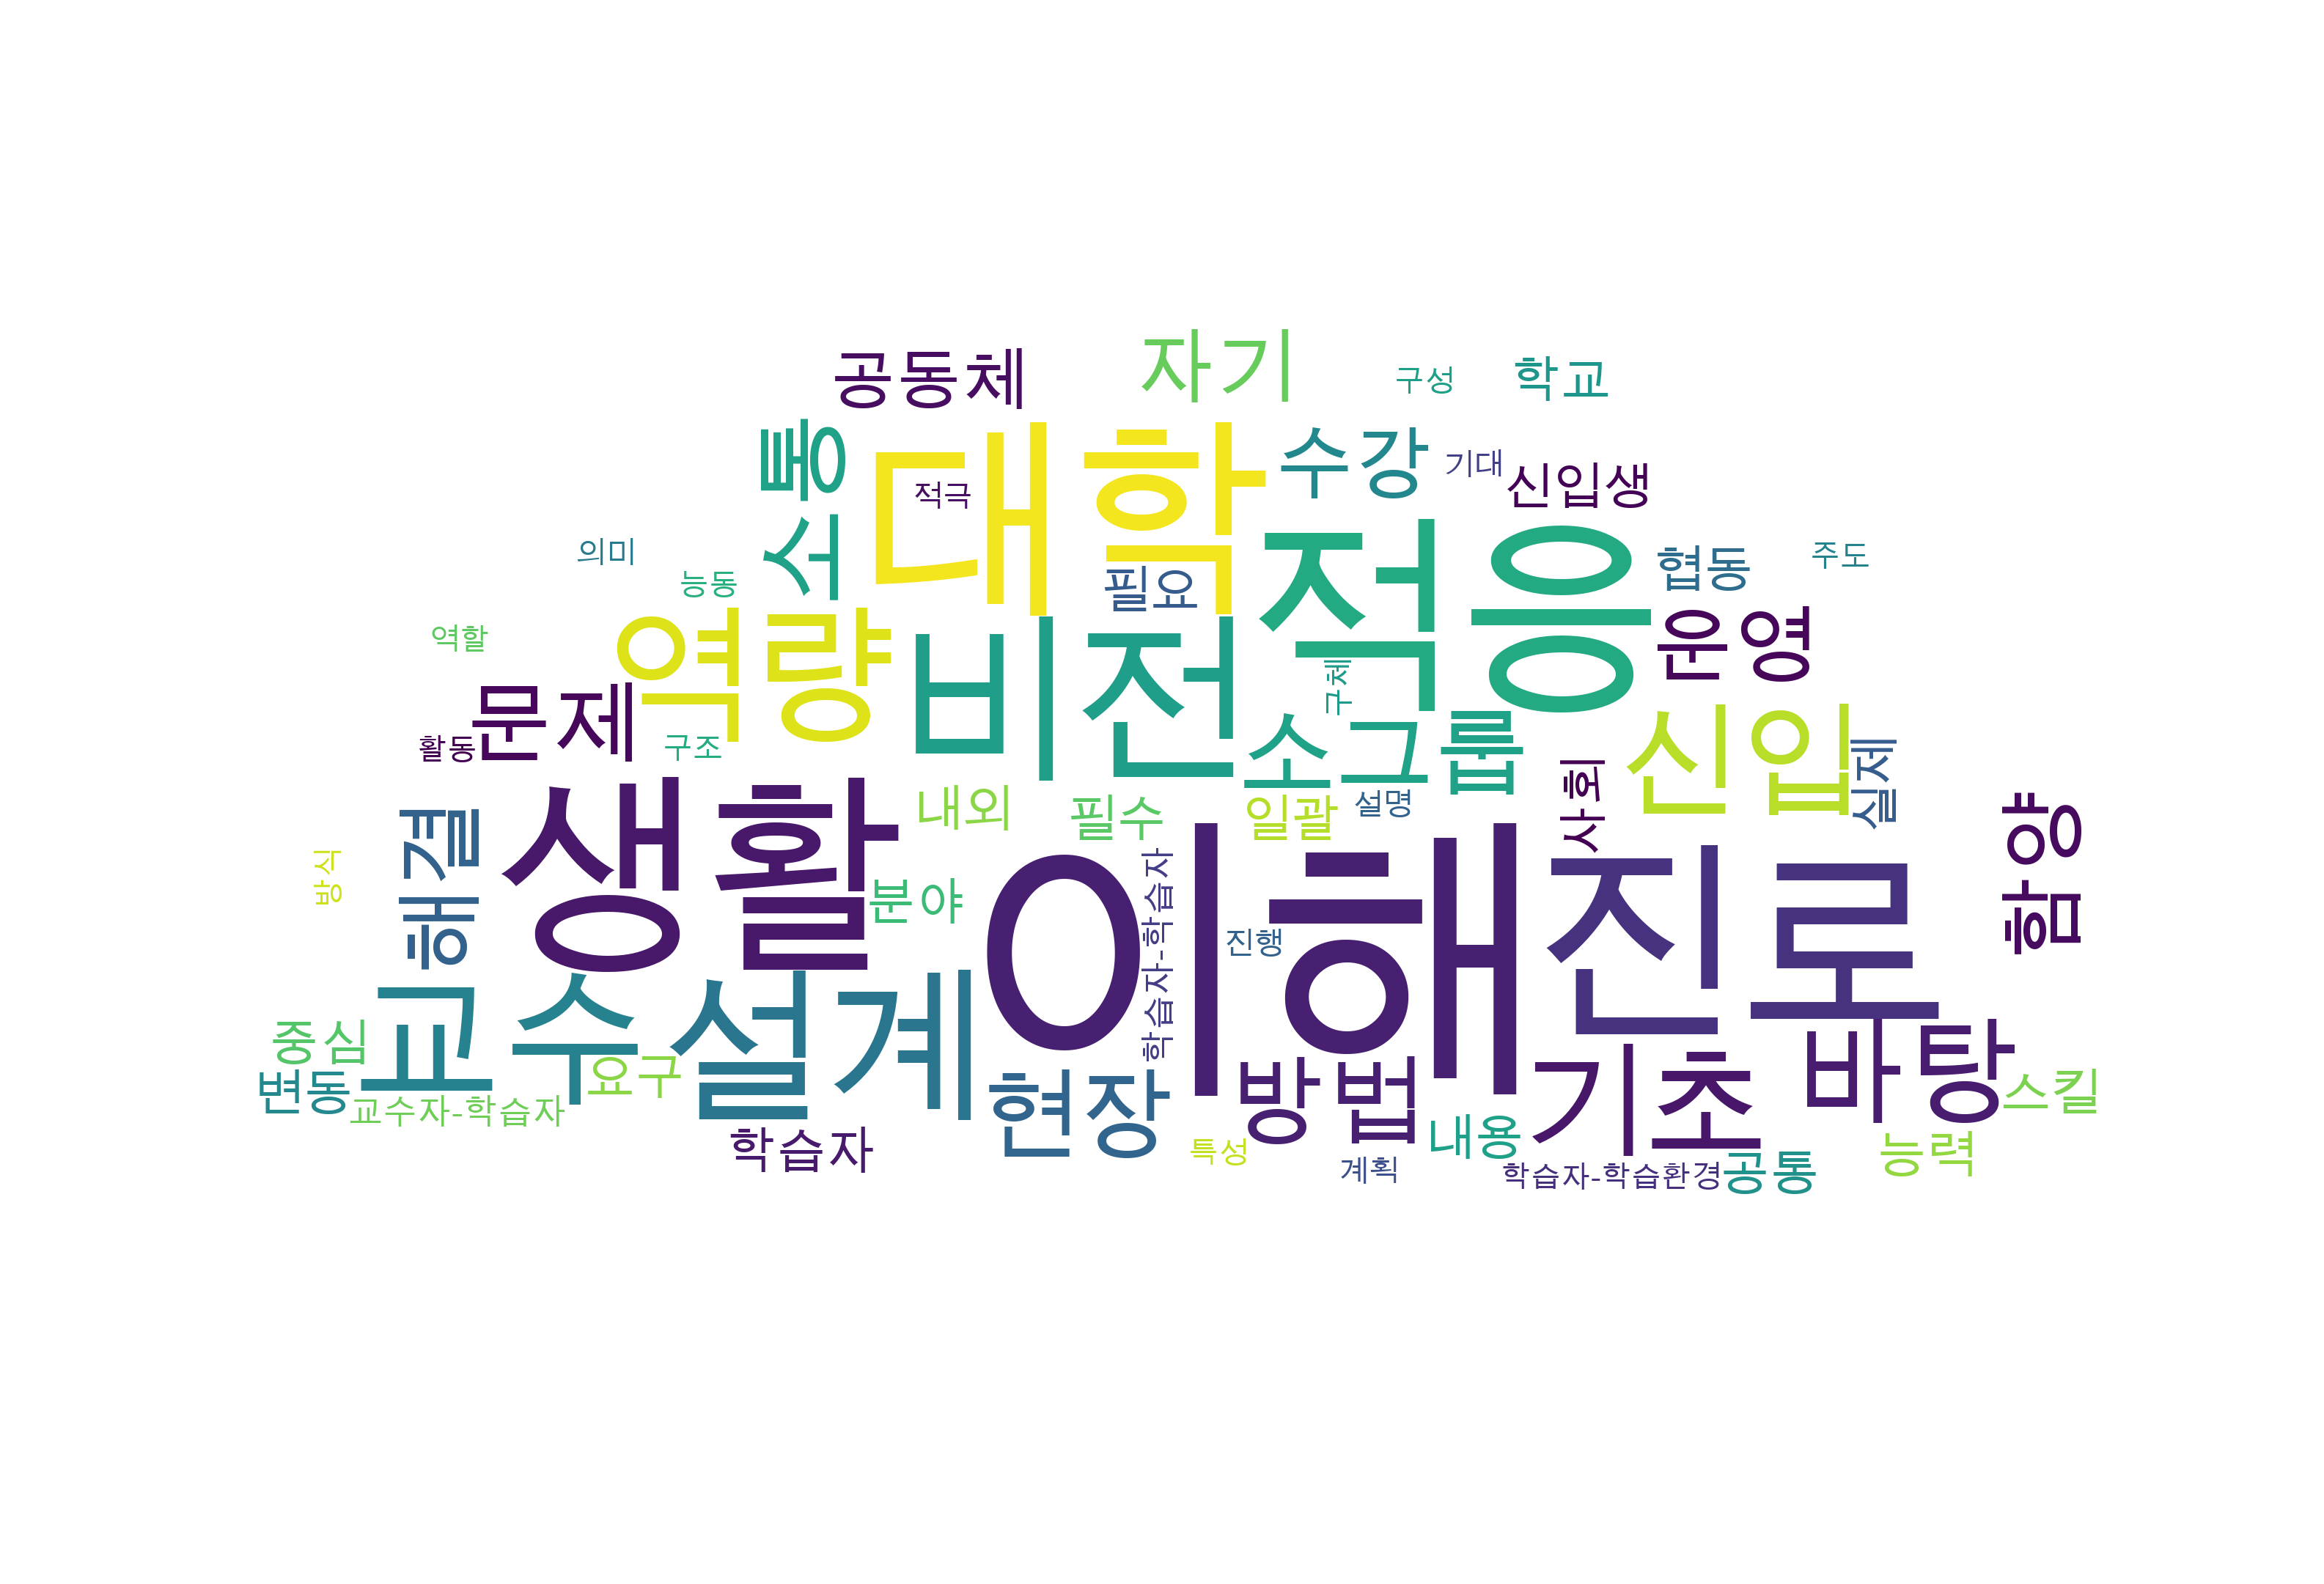 공동체
자기
구성
학교
소통
대학
적극
수강
기대
신입생
의미
능동
필요
적응
협동
주도
역할
역량
비전
구체
운영
문제
활동
구조
소그룹
신입
실제
사회
함양
생활
내외
필수
일괄
설명
해결
방식
분야
이해
학습자-학습자
진행
진로
중심
교수
설계
변동
교수자-학습자
요구
현장
방법
기초
바탕
스킬
학습자
특성
계획
내용
학습자-학습환경
공통
능력